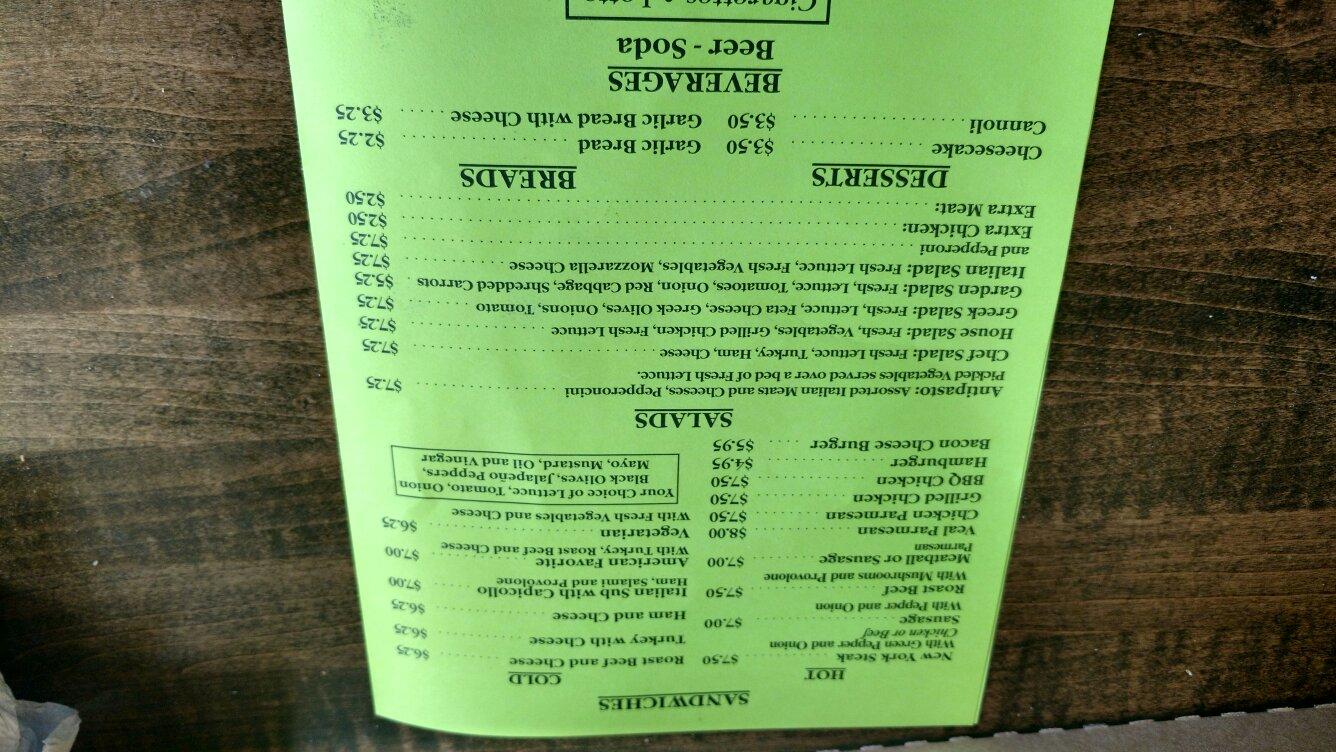 SANDWICHES
HOT
New York Steak ........ $7.50
With Green Pepper and Onion
Chicken or Beef
Sausage ........ $7.00
With Pepper and Onion
Roast Beef ........ $7.50
With Mushrooms and Provolone
Meatball or Sausage ........ $7.00
Parmesan
Veal Parmesan ........ $8.00
Chicken Parmesan ........ $7.50
Grilled Chicken ........ $7.50
BBQ Chicken ........ $7.50
Hamburger ........ $4.95
Bacon Cheese Burger ........ $5.95
COLD
Roast Beef and Cheese ........ $6.25
Turkey with Cheese ........ $6.25
Ham and Cheese ........ $6.25
Italian with Sub Capicollo ........ $7.00
Ham, Salami and Provolone
American Favorite ........ $7.00
With Turkey, Roast Beef and Cheese
Vegetarian ........ $6.25
With Fresh Vegetables and Cheese
Your Choice of Lettuce, Tomato, Onion
Black Olives, Jalapeño Peppers,
Mayo, Mustard, Oil and Vinegar
SALADS
Antipasto: Assorted Italian Meats and Cheeses, Pepperoncini ........ $7.25
Pickled Vegetables served over a bed of Fresh Lettuce.
Chef Salad: Fresh Lettuce, Turkey, Ham, Cheese ........ $7.25
House Salad: Fresh, Vegetables, Grilled Chicken, Fresh Lettuce ........ $7.25
Greek Salad: Fresh, Lettuce, Feta Cheese, Greek Olives, Onions, Tomato ........ $7.25
Garden Salad: Fresh, Lettuce, Tomatoes, Onion, Red Cabbage, Shredded Carrots ........ $5.25
Italian Salad: Fresh Lettuce, Fresh Vegetables, Mozzarella Cheese ........ $7.25
and Pepperoni ........ $7.25
Extra Chicken: ........ $2.50
Extra Meat: ........ $2.50
DESSERTS
Cheesecake ........ $3.50
Cannoli ........ $3.50
BREADS
Garlic Bread ........ $2.25
Garlic Bread with Cheese ........ $3.25
BEVERAGES
Beer - Soda
Cigarettes & Lotto